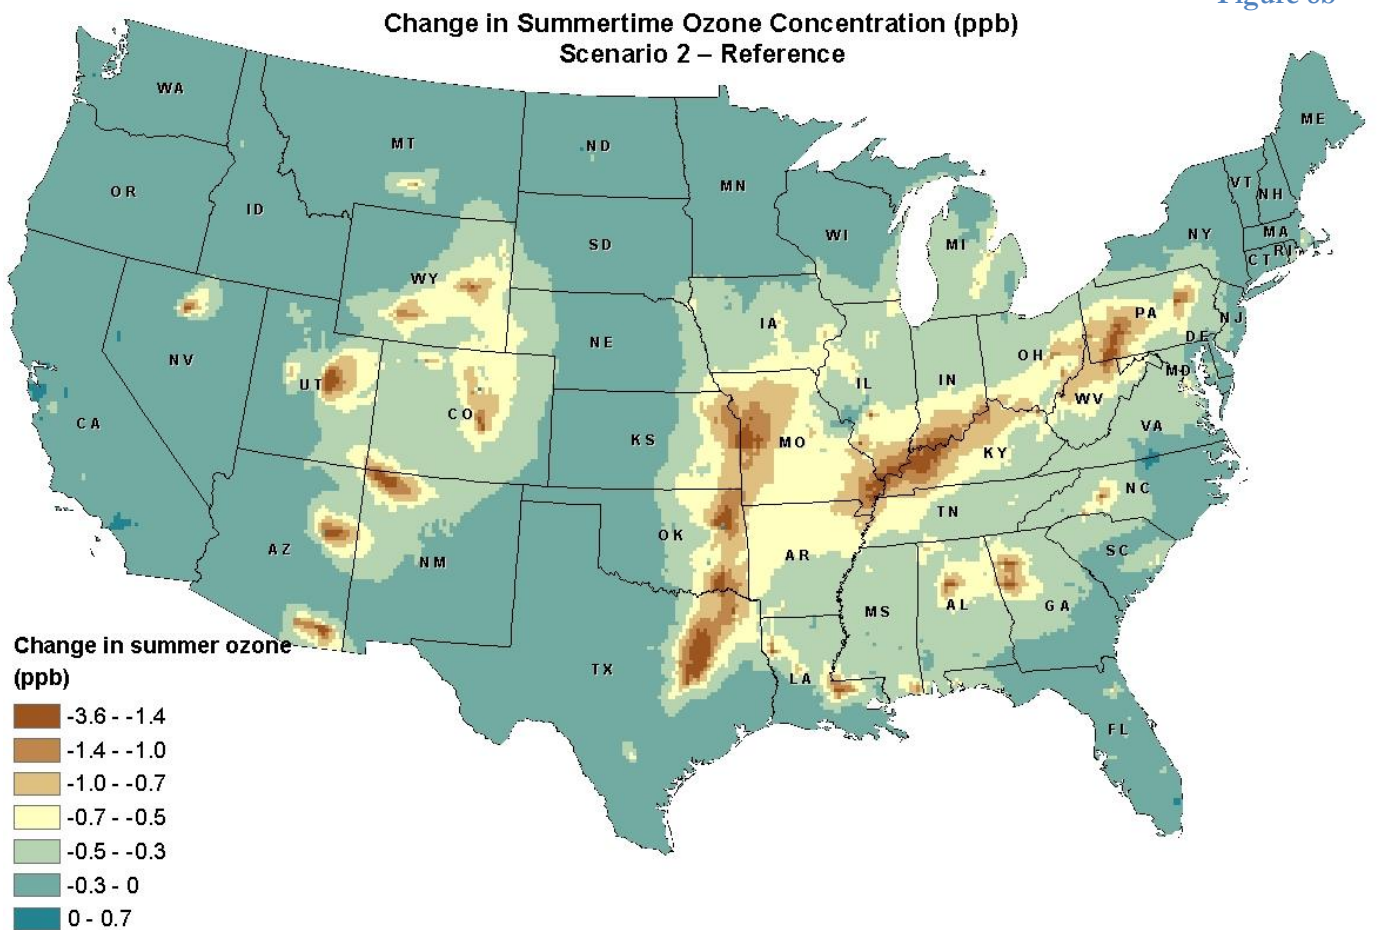 Figure 8b
Change in Summertime Ozone Concentration (ppb)
Scenario 2 – Reference
WA
ME
MT
ND
VT
NH
OR
MN
ID
MA
NY
WI
MI
SD
RI
CT
WY
PA
NJ
IA
NE
DE
NV
OH
UT
IL
IN
MD
WV
CO
CA
VA
KS
MO
KY
NC
TN
OK
SC
AZ
AR
NM
MS
AL
GA
TX
LA
FL
Change in summer ozone
(ppb)
-3.6 - -1.4
-1.4 - -1.0
-1.0 - -0.7
-0.7 - -0.5
-0.5 - -0.3
-0.3 - 0
0 - 0.7